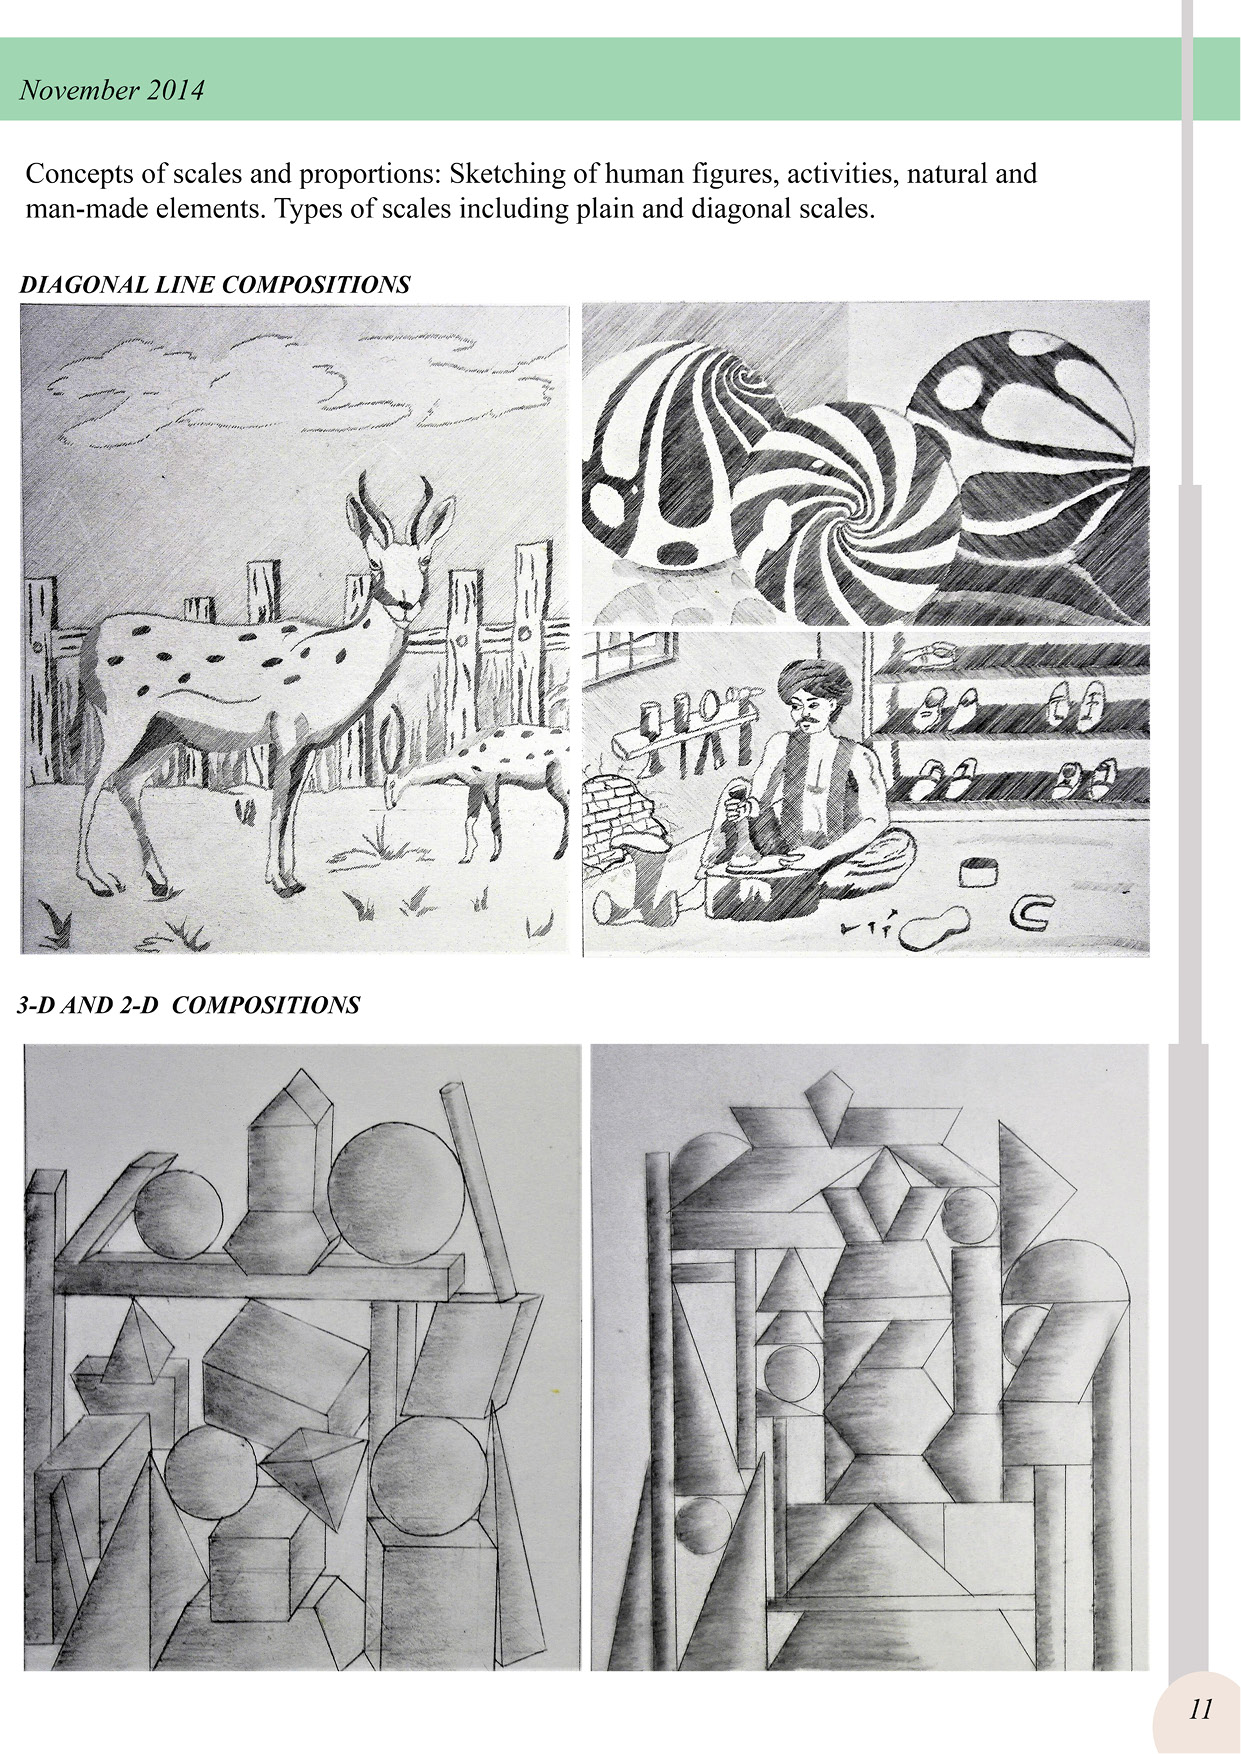 November 2014
Concepts of scales and proportions: Sketching of human figures, activities, natural and
man-made elements. Types of scales including plain and diagonal scales.
DIAGONAL LINE COMPOSITIONS
3-D AND 2-D COMPOSITIONS
11